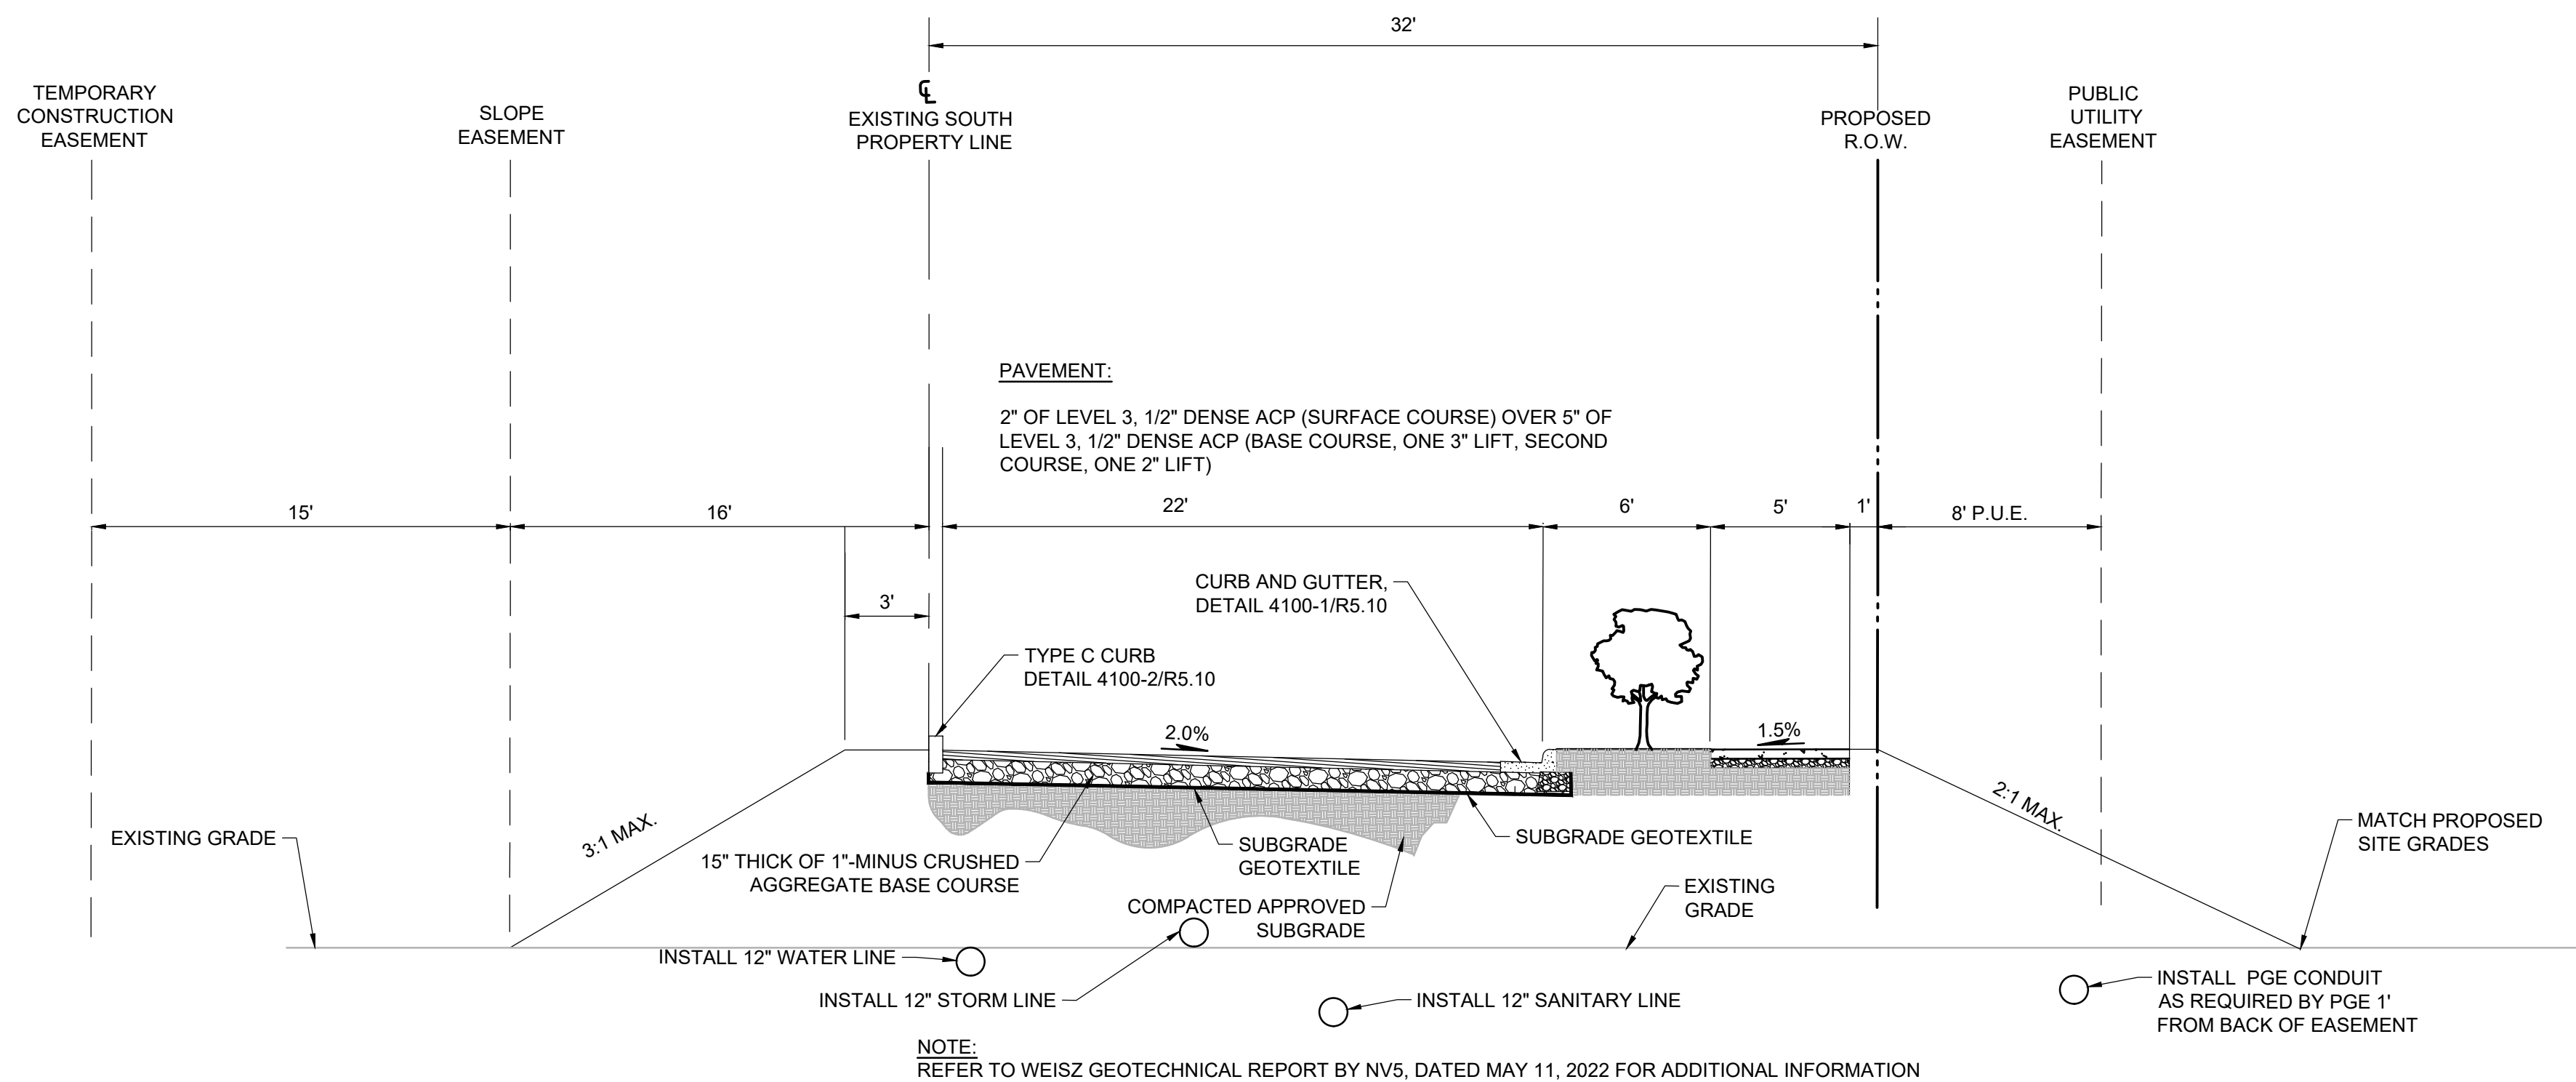 32'
TEMPORARY
CONSTRUCTION
EASEMENT
SLOPE
EASEMENT
℄
EXISTING SOUTH
PROPERTY LINE
PROPOSED
R.O.W.
PUBLIC
UTILITY
EASEMENT
PAVEMENT:
2" OF LEVEL 3, 1/2" DENSE ACP (SURFACE COURSE) OVER 5" OF
LEVEL 3, 1/2" DENSE ACP (BASE COURSE, ONE 3" LIFT, SECOND
COURSE, ONE 2" LIFT)
15'
16'
22'
6'
5'
1'
8' P.U.E.
3'
CURB AND GUTTER,
DETAIL 4100-1/R5.10
TYPE C CURB
DETAIL 4100-2/R5.10
2.0%
1.5%
EXISTING GRADE
3:1 MAX.
15" THICK OF 1"-MINUS CRUSHED
AGGREGATE BASE COURSE
SUBGRADE
GEOTEXTILE
SUBGRADE GEOTEXTILE
2:1 MAX.
MATCH PROPOSED
SITE GRADES
COMPACTED APPROVED
SUBGRADE
EXISTING
GRADE
INSTALL 12" WATER LINE
INSTALL 12" STORM LINE
INSTALL 12" SANITARY LINE
INSTALL PGE CONDUIT
AS REQUIRED BY PGE 1'
FROM BACK OF EASEMENT
NOTE:
REFER TO WEISZ GEOTECHNICAL REPORT BY NV5, DATED MAY 11, 2022 FOR ADDITIONAL INFORMATION